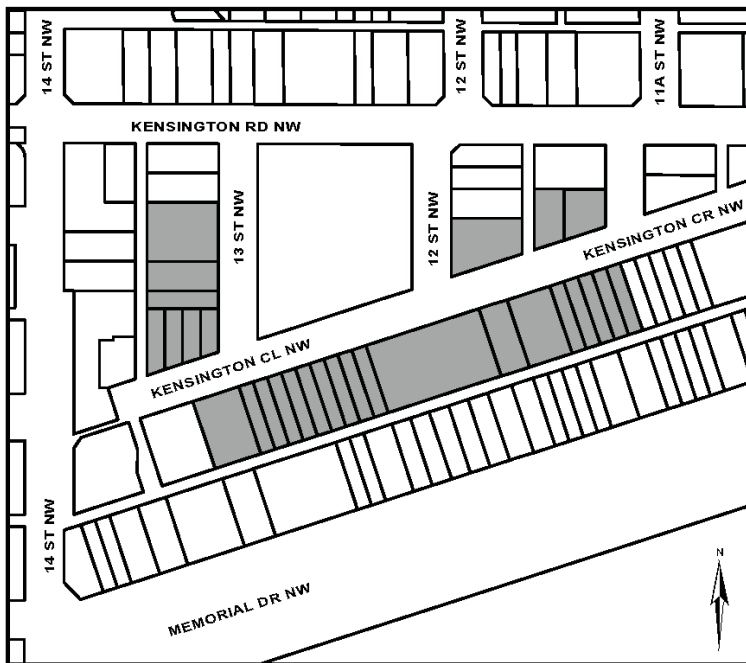 14 ST NW
12 ST NW
11A ST NW
KENSINGTON RD NW
13 ST NW
12 ST NW
KENSINGTON CR NW
KENSINGTON CL NW
14 ST NW
MEMORIAL DR NW
N